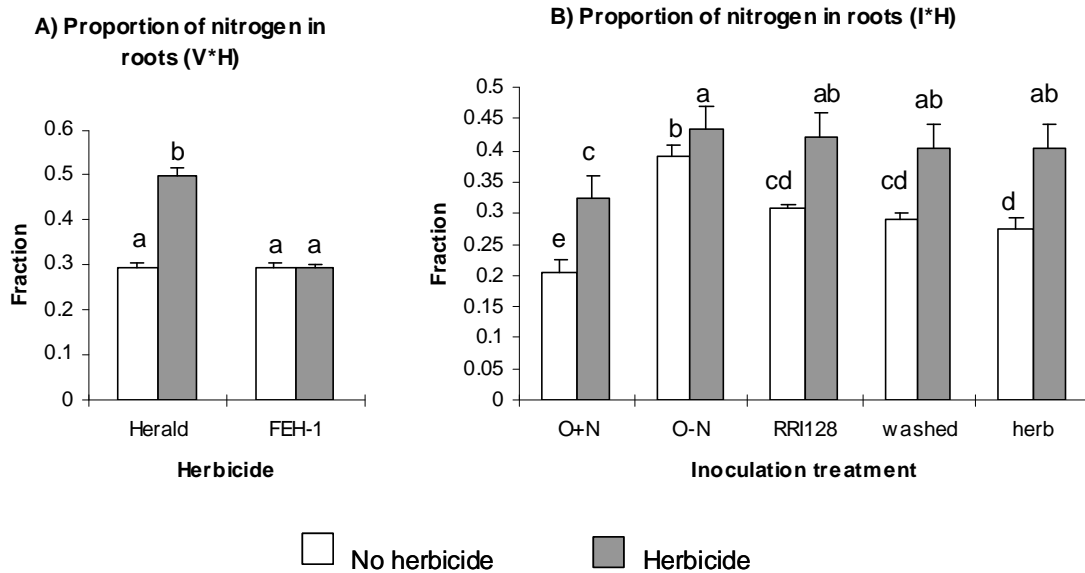 A) Proportion of nitrogen in
roots (V*H)
Fraction
0.6
0.5
0.4
0.3
0.2
0.1
0
a
b
a
a
Herald
FEH-1
Herbicide
B) Proportion of nitrogen in roots (I*H)
Fraction
0.5
0.45
0.4
0.35
0.3
0.25
0.2
0.15
0.1
0.05
0
e
c
b
a
cd
ab
cd
ab
d
ab
O+N
O-N
RRI128
washed
herb
Inoculation treatment
No herbicide
Herbicide